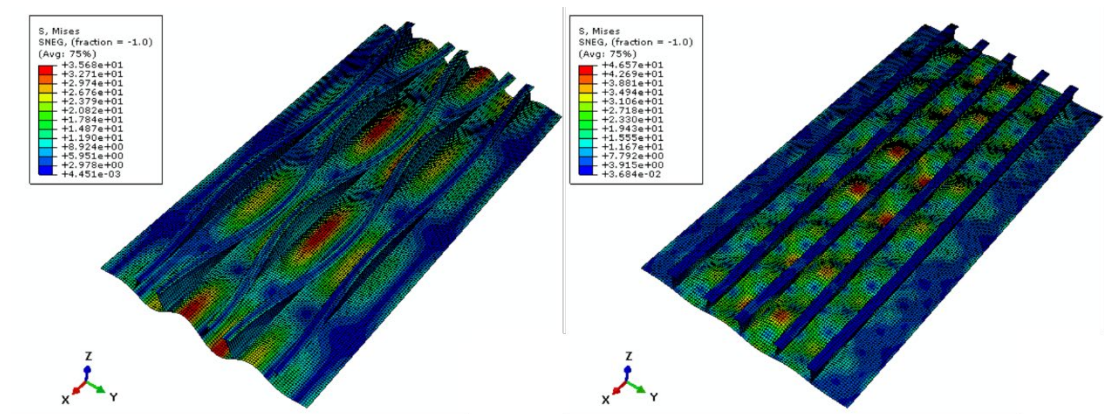 S, Mises
SNEG, (fraction = -1.0)
(Avg: 75%)
+3.568e+01
+3.271e+01
+2.974e+01
+2.676e+01
+2.379e+01
+2.082e+01
+1.784e+01
+1.487e+01
+1.190e+01
+8.924e+00
+5.951e+00
+2.978e+00
+4.451e-03
Z
X
Y
S, Mises
SNEG, (fraction = -1.0)
(Avg: 75%)
+4.657e+01
+4.269e+01
+3.881e+01
+3.494e+01
+3.106e+01
+2.718e+01
+2.330e+01
+1.943e+01
+1.555e+01
+1.167e+01
+7.792e+00
+3.915e+00
+3.684e-02
Z
X
Y